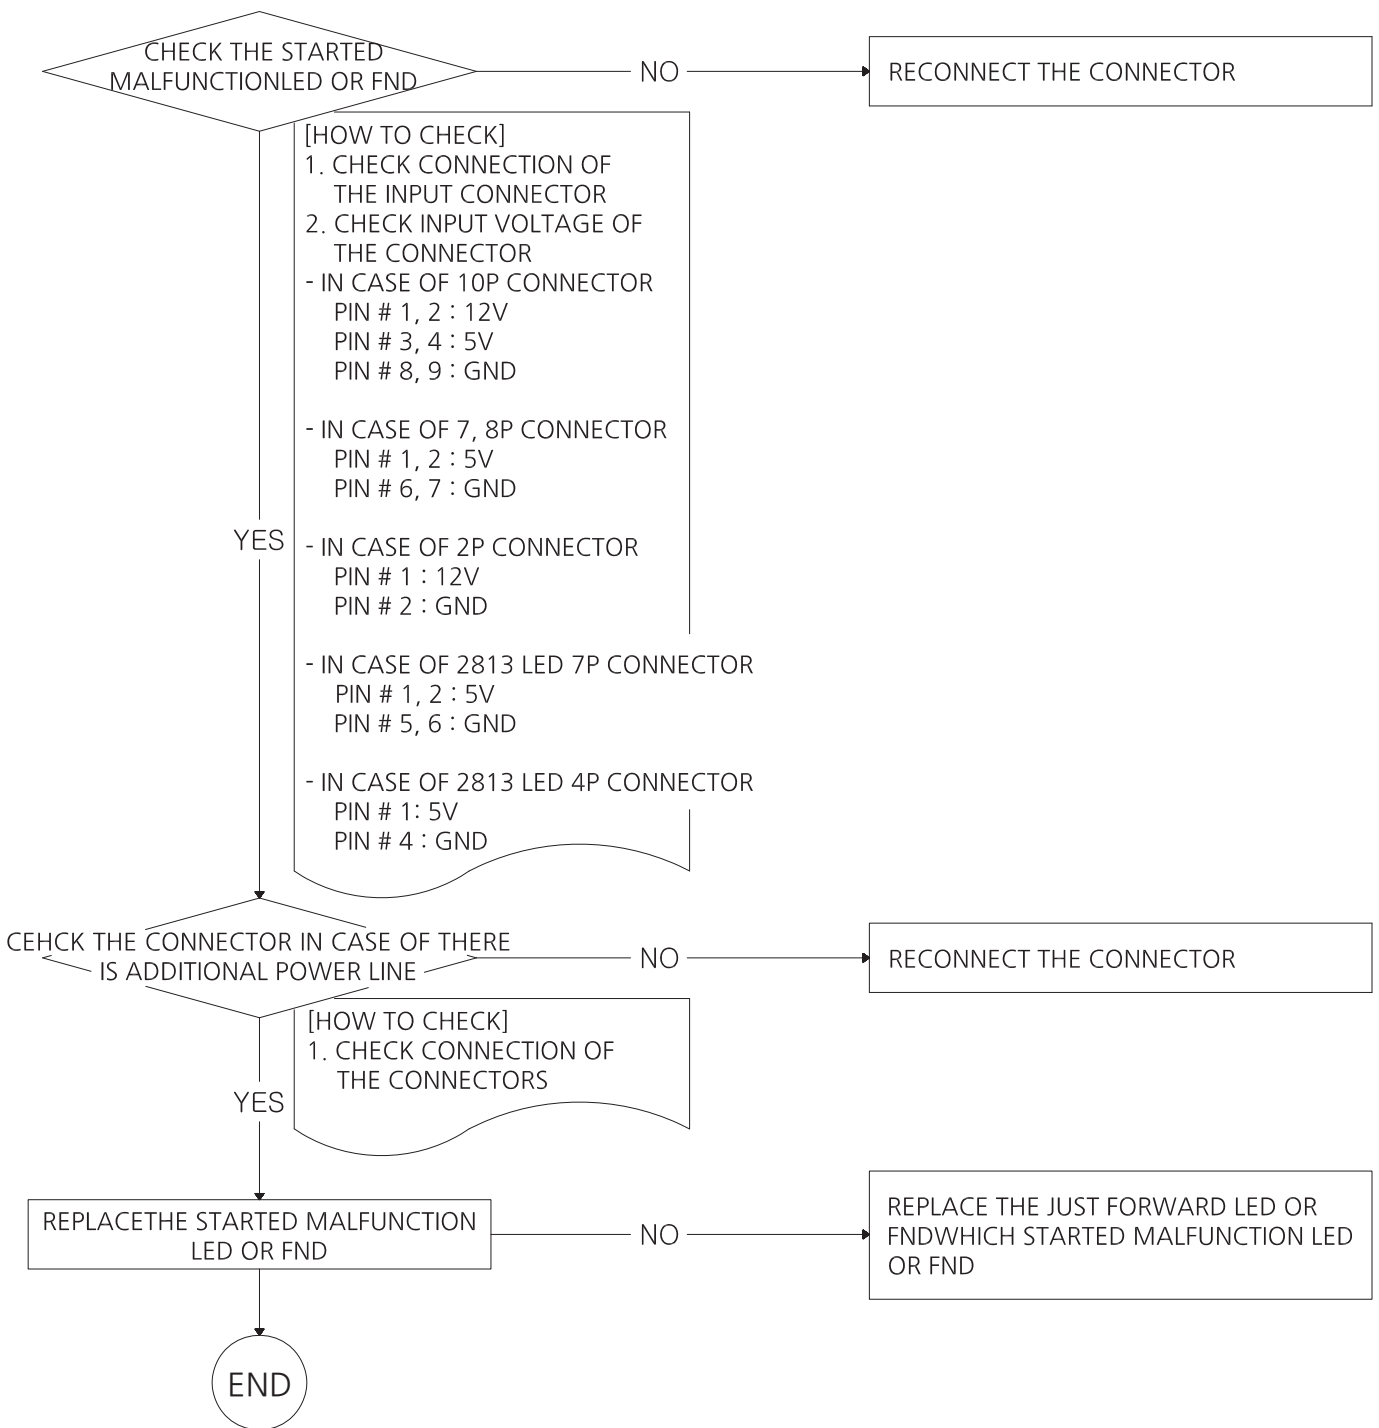 CHECK THE STARTED
MALFUNCTIONLED OR FND
NO
RECONNECT THE CONNECTOR
[HOW TO CHECK]
1. CHECK CONNECTION OF
THE INPUT CONNECTOR
2. CHECK INPUT VOLTAGE OF
THE CONNECTOR
- IN CASE OF 10P CONNECTOR
PIN # 1, 2 : 12V
PIN # 3, 4 : 5V
PIN # 8, 9 : GND
- IN CASE OF 7, 8P CONNECTOR
PIN # 1, 2 : 5V
PIN # 6, 7 : GND
YES
- IN CASE OF 2P CONNECTOR
PIN # 1 : 12V
PIN # 2 : GND
- IN CASE OF 2813 LED 7P CONNECTOR
PIN # 1, 2 : 5V
PIN # 5, 6 : GND
- IN CASE OF 2813 LED 4P CONNECTOR
PIN # 1: 5V
PIN # 4 : GND
CEHCK THE CONNECTOR IN CASE OF THERE
IS ADDITIONAL POWER LINE
NO
RECONNECT THE CONNECTOR
[HOW TO CHECK]
1. CHECK CONNECTION OF
THE CONNECTORS
YES
REPLACETHE STARTED MALFUNCTION
LED OR FND
NO
REPLACE THE JUST FORWARD LED OR
FNDWHICH STARTED MALFUNCTION LED
OR FND
END